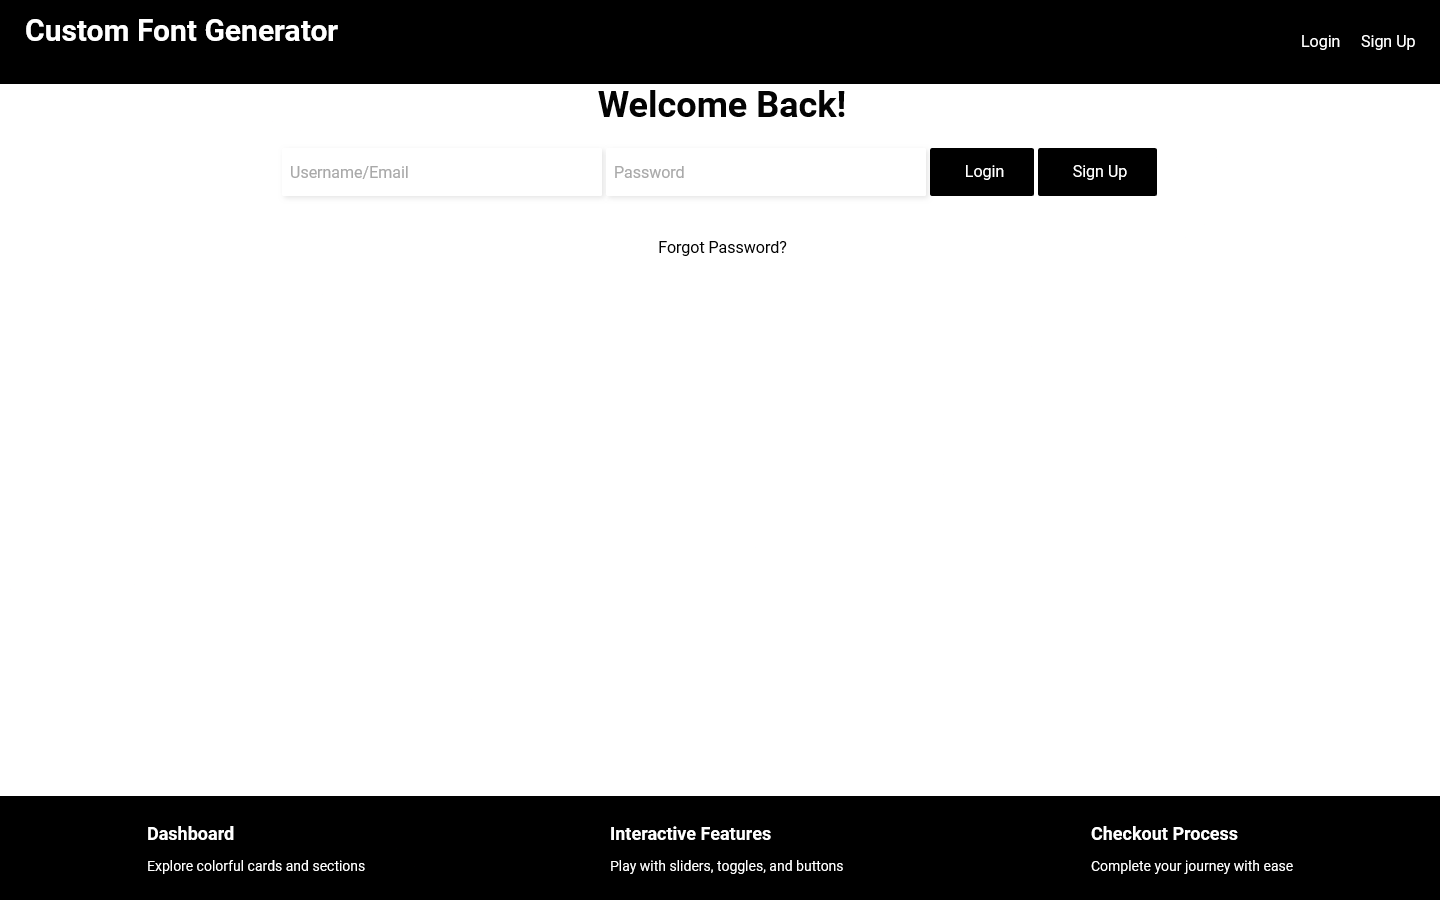 Custom Font Generator
Login Sign Up
Welcome Back!
Username/Email Password Login Sign Up
Forgot Password?
Dashboard
Explore colorful cards and sections
Interactive Features
Play with sliders, toggles, and buttons
Checkout Process
Complete your journey with ease